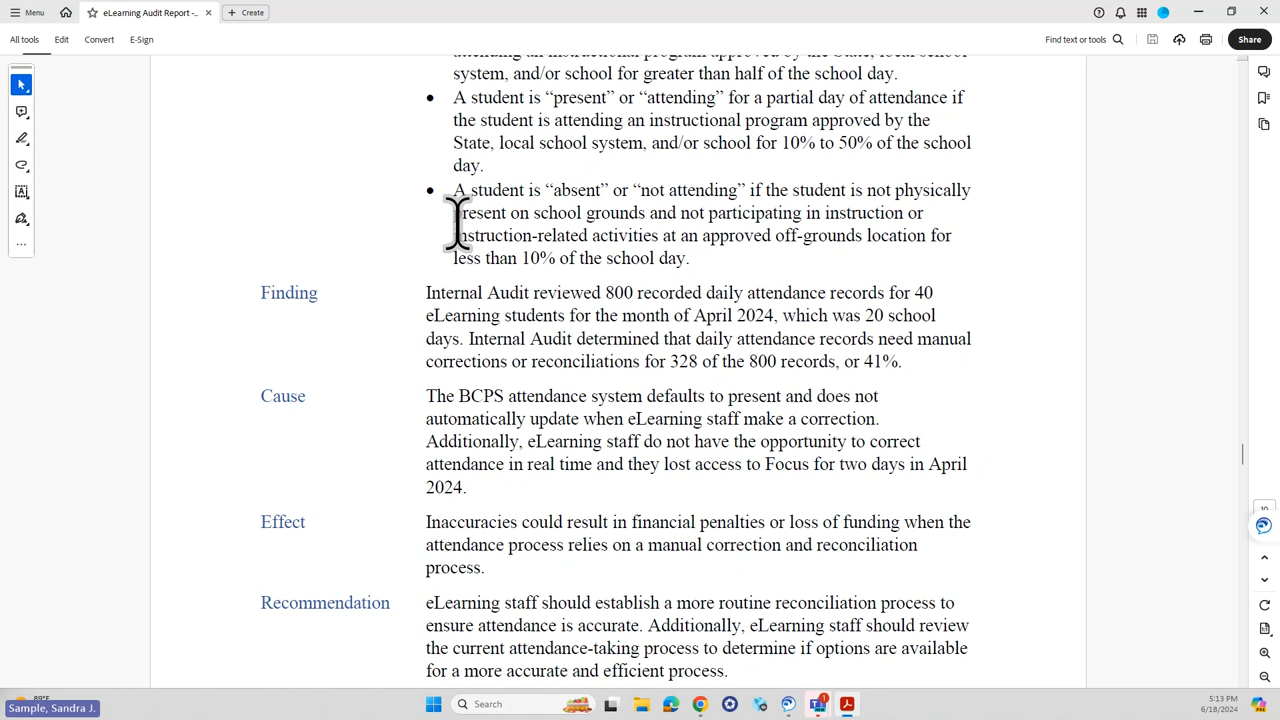 Menu
eLearning Audit Report -...
Create
All tools
Edit
Convert
E-Sign
Find text or tools
Share
attending an instructional program approved by the State, local school
system, and/or school for greater than half of the school day.
• A student is “present” or “attending” for a partial day of attendance if
the student is attending an instructional program approved by the
State, local school system, and/or school for 10% to 50% of the school
day.
• A student is “absent” or “not attending” if the student is not physically
present on school grounds and not participating in instruction or
instruction-related activities at an approved off-grounds location for
less than 10% of the school day.
Finding
Internal Audit reviewed 800 recorded daily attendance records for 40
eLearning students for the month of April 2024, which was 20 school
days. Internal Audit determined that daily attendance records need manual
corrections or reconciliations for 328 of the 800 records, or 41%.
Cause
The BCPS attendance system defaults to present and does not
automatically update when eLearning staff make a correction.
Additionally, eLearning staff do not have the opportunity to correct
attendance in real time and they lost access to Focus for two days in April
2024.
Effect
Inaccuracies could result in financial penalties or loss of funding when the
attendance process relies on a manual correction and reconciliation
process.
Recommendation
eLearning staff should establish a more routine reconciliation process to
ensure attendance is accurate. Additionally, eLearning staff should review
the current attendance-taking process to determine if options are available
for a more accurate and efficient process.
89°F
Sample, Sandra J.
Search
1
5:13 PM
6/18/2024